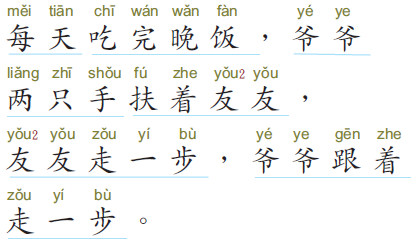 měi tiān chī wán wǎn fàn yé ye
每天吃完晚饭，爷爷
liǎng zhī shǒu fú zhe yǒu2 yǒu
两只手扶着友友，
yǒu2 yǒu zǒu yí bù yé ye gēn zhe
友友走一步，爷爷跟着
zǒu yí bù
走一步。